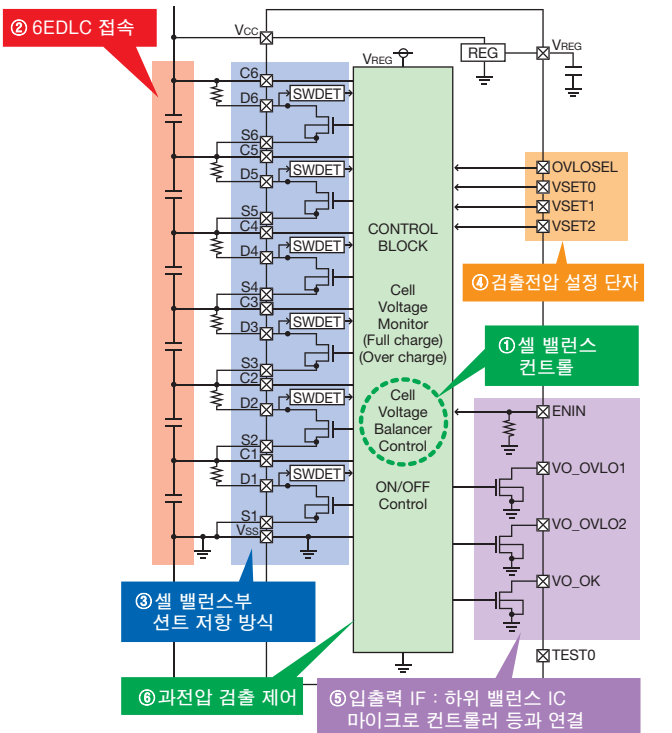 ② 6EDLC 접속
VCC
VREG
REG
VREG
C6
D6
SWDET
S6
C5
D5
SWDET
S5
C4
D4
SWDET
S4
C3
D3
SWDET
S3
C2
D2
SWDET
S2
C1
D1
SWDET
S1
VSS
CONTROL
BLOCK
Cell
Voltage
Monitor
(Full charge)
(Over charge)
Cell
Voltage
Balancer
Control
ON/OFF
Control
OVLOSEL
VSET0
VSET1
VSET2
④검출전압 설정 단자
①셀 밸런스
컨트롤
ENIN
VO_OVLO1
VO_OVLO2
VO_OK
TEST0
③셀 밸런스부
션트 저항 방식
⑥과전압 검출 제어
⑤입출력 IF : 하위 밸런스 IC
마이크로 컨트롤러 등과 연결